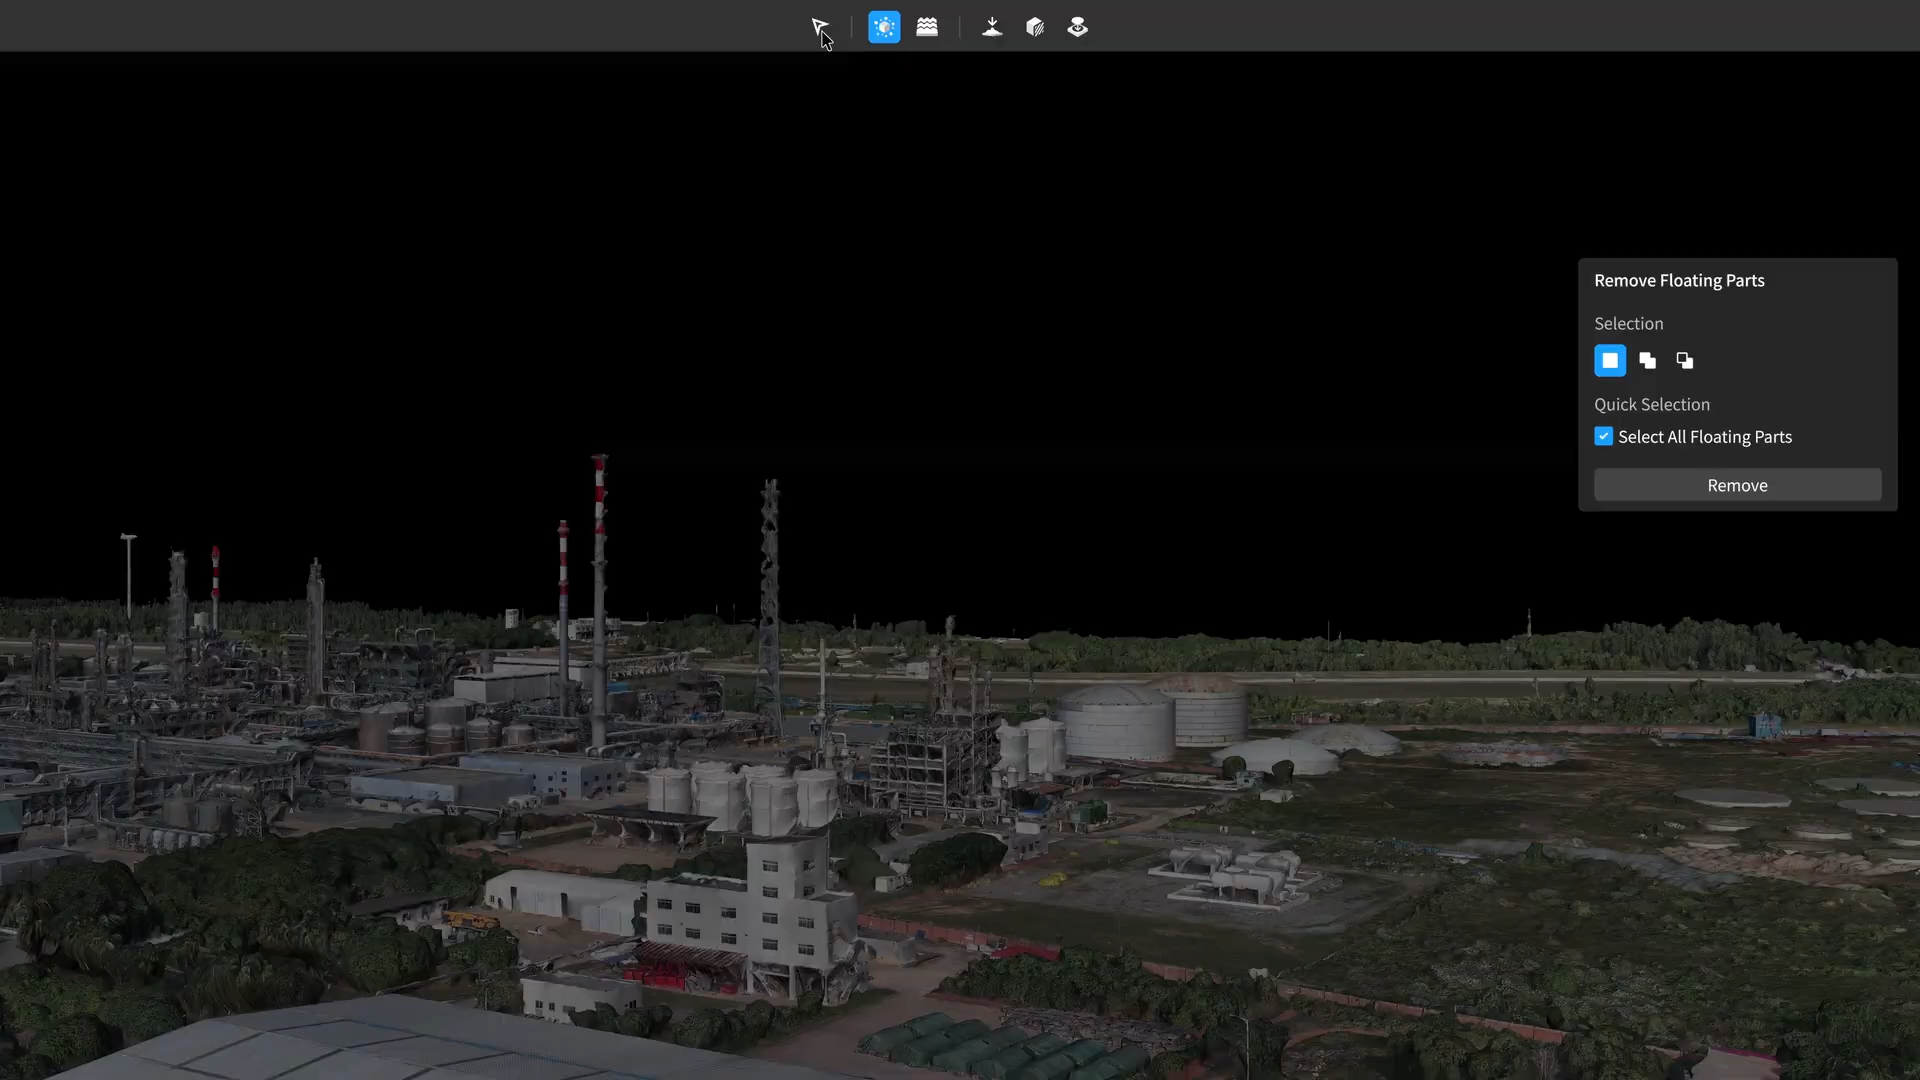 Remove Floating Parts
Selection
Quick Selection
Select All Floating Parts
Remove